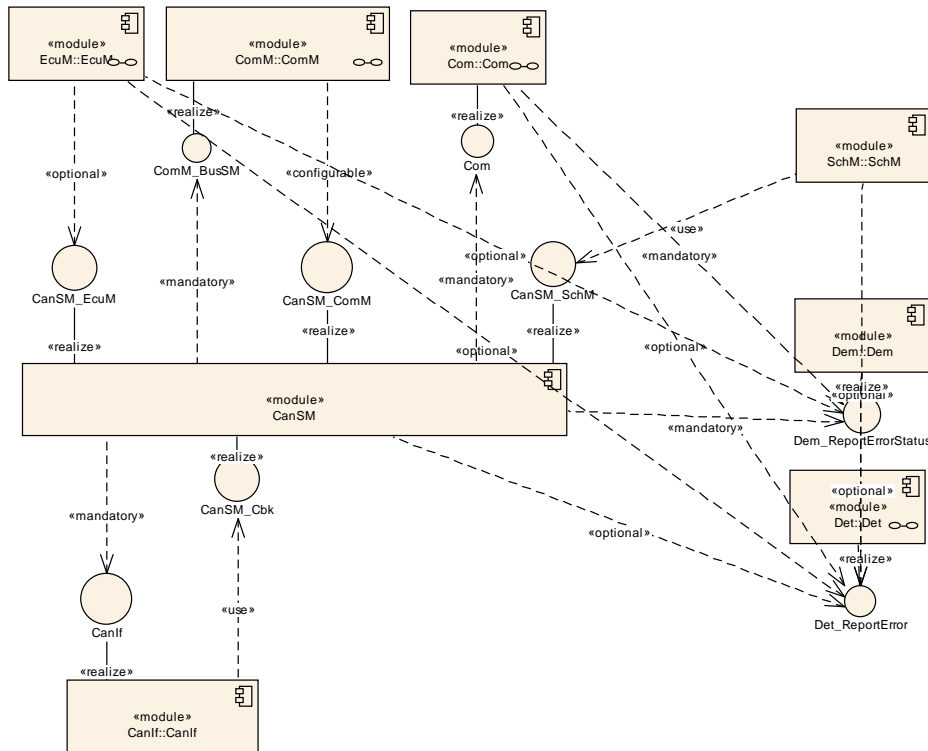 «module»
EcuM::EcuM
«module»
ComM::ComM
«module»
Com::Com
«realize»
«realize»
«module»
SchM::SchM
Com
ComM_BusSM
«optional»
«configurable»
«use»
«optional»
«mandatory»
«mandatory»
«mandatory»
CanSM_EcuM
CanSM_ComM
CanSM_SchM
«module»
Dem::Dem
«realize»
«realize»
«realize»
«optional»
«optional»
«realize»
«optional»
«module»
CanSM
«mandatory»
Dem_ReportErrorStatus
«realize»
CanSM_Cbk
«optional»
«module»
Det::Det
«mandatory»
«optional»
«realize»
«use»
CanIf
Det_ReportError
«realize»
«module»
CanIf::CanIf